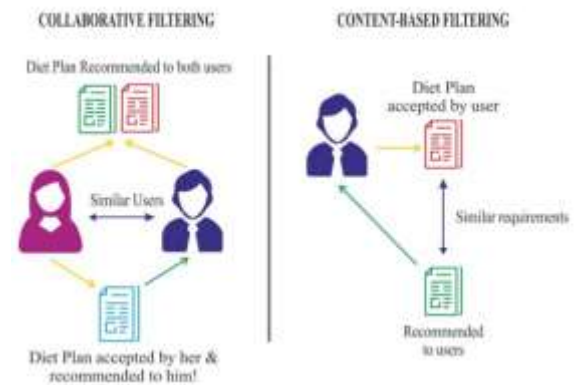 COLLABORATIVE FILTERING
Diet Plan Recommended to both users
Similar Users
Diet Plan accepted by her &
recommended to him!
CONTENT-BASED FILTERING
Diet Plan
accepted by user
Similar requirements
Recommended
to users